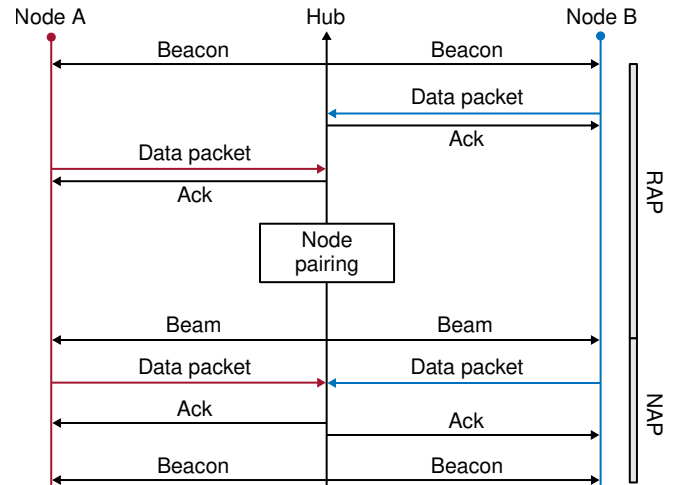 Node A
Hub
Node B
Beacon
Beacon
Data packet
Ack
Data packet
Ack
RAP
Node
pairing
Beam
Beam
Data packet
Data packet
Ack
Ack
NAP
Beacon
Beacon